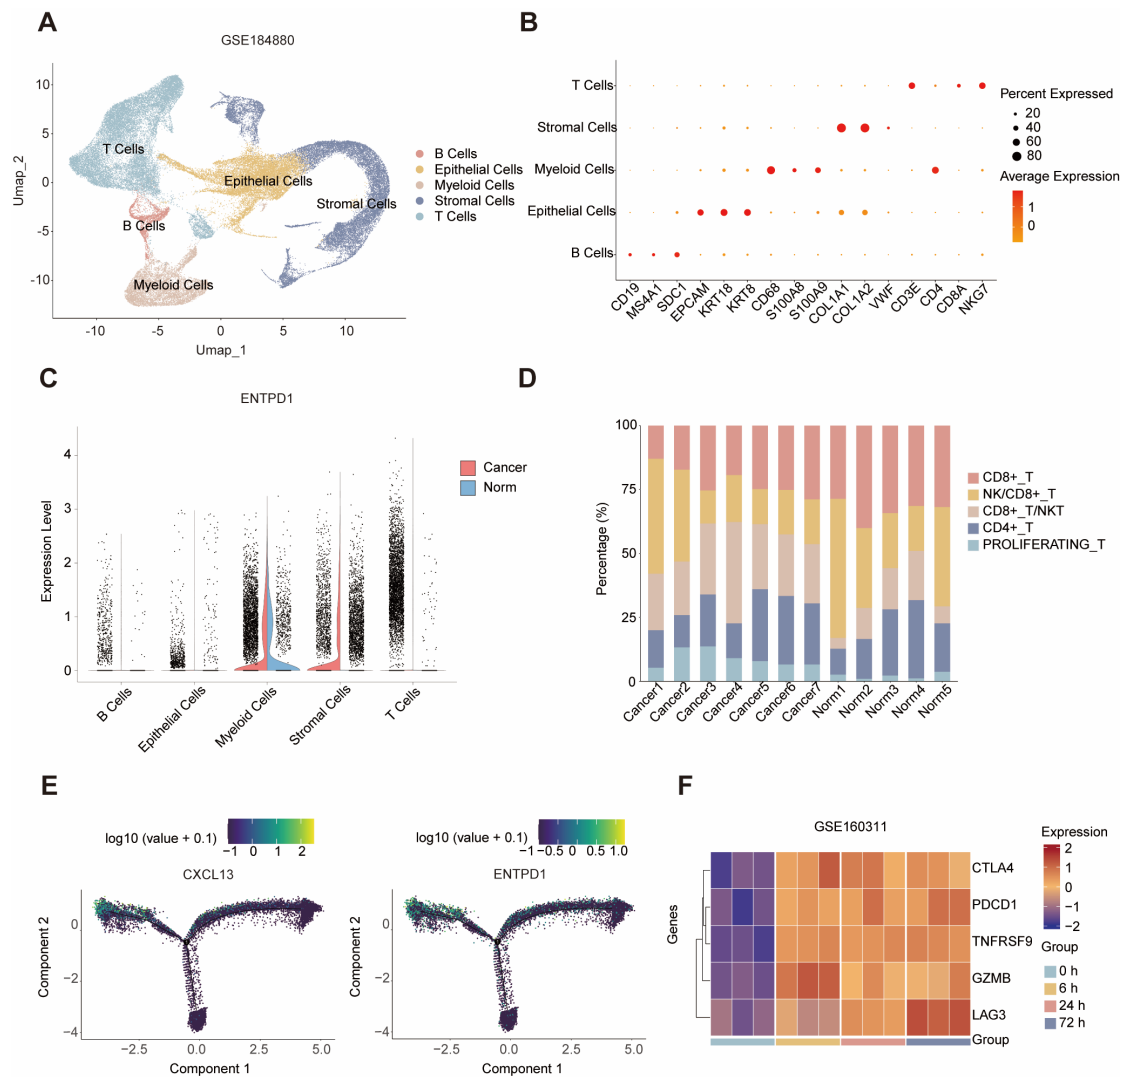 A
GSE184880
Umap_2
10
5
0
-5
-10
-10
-5
0
5
10
Umap_1
T Cells
Epithelial Cells
Stromal Cells
B Cells
Myeloid Cells
B Cells
Epithelial Cells
Myeloid Cells
Stromal Cells
T Cells
B
T Cells
Stromal Cells
Myeloid Cells
Epithelial Cells
B Cells
CD19
MS4A1
SDC1
EPCAM
KRT18
KRT8
CD68
S100A8
S100A9
COL1A1
COL1A2
VWF
CD3E
CD4
CD8A
NKG7
Percent Expressed
20
40
60
80
Average Expression
1
0
C
ENTPD1
Expression Level
4
3
2
1
0
B Cells
Epithelial Cells
Myeloid Cells
Stromal Cells
T Cells
Cancer
Norm
D
Percentage (%)
100
75
50
25
0
Cancer1
Cancer2
Cancer3
Cancer4
Cancer5
Cancer6
Cancer7
Norm1
Norm2
Norm3
Norm4
Norm5
CD8+_T
NK/CD8+_T
CD8+_T/NKT
CD4+_T
PROLIFERATING_T
E
log10 (value + 0.1)
−1 0 1 2
CXCL13
Component 2
0
−2
−4
−2.5
0.0
2.5
5.0
Component 1
log10 (value + 0.1)
−1−0.5 0.0 0.5 1.0
ENTPD1
Component 2
0
−2
−4
−2.5
0.0
2.5
5.0
Component 1
F
GSE160311
Genes
CTLA4
PDCD1
TNFRSF9
GZMB
LAG3
Group
Expression
2
1
0
−1
−2
Group
0 h
6 h
24 h
72 h